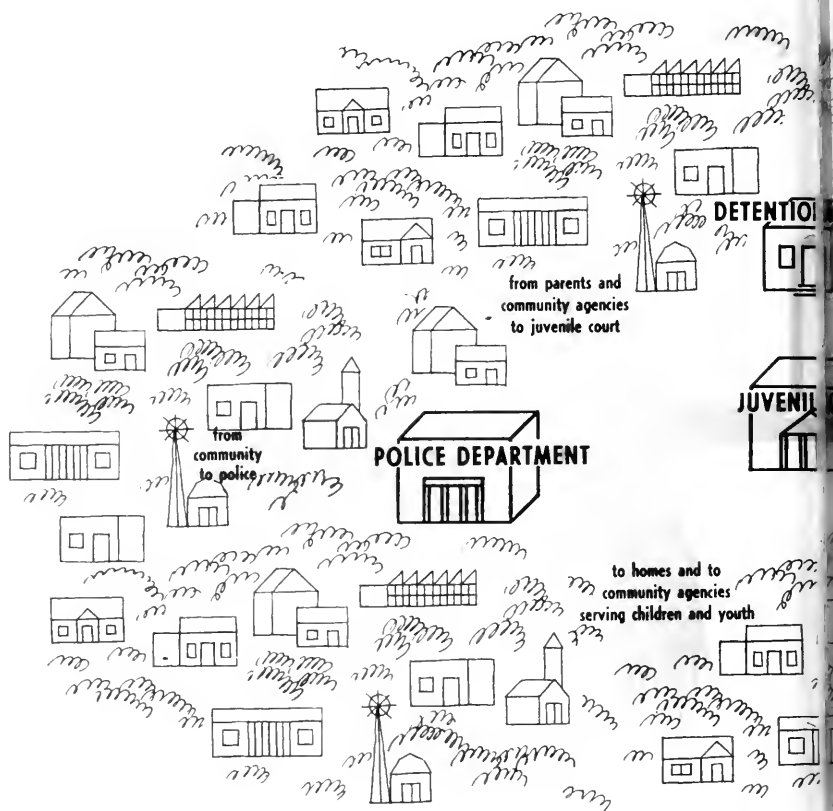 DETENTIO
from parents and
community agencies
to juvenile court
JUVENIL
from
community
to police
POLICE DEPARTMENT
to homes and to
community agencies
serving children and youth